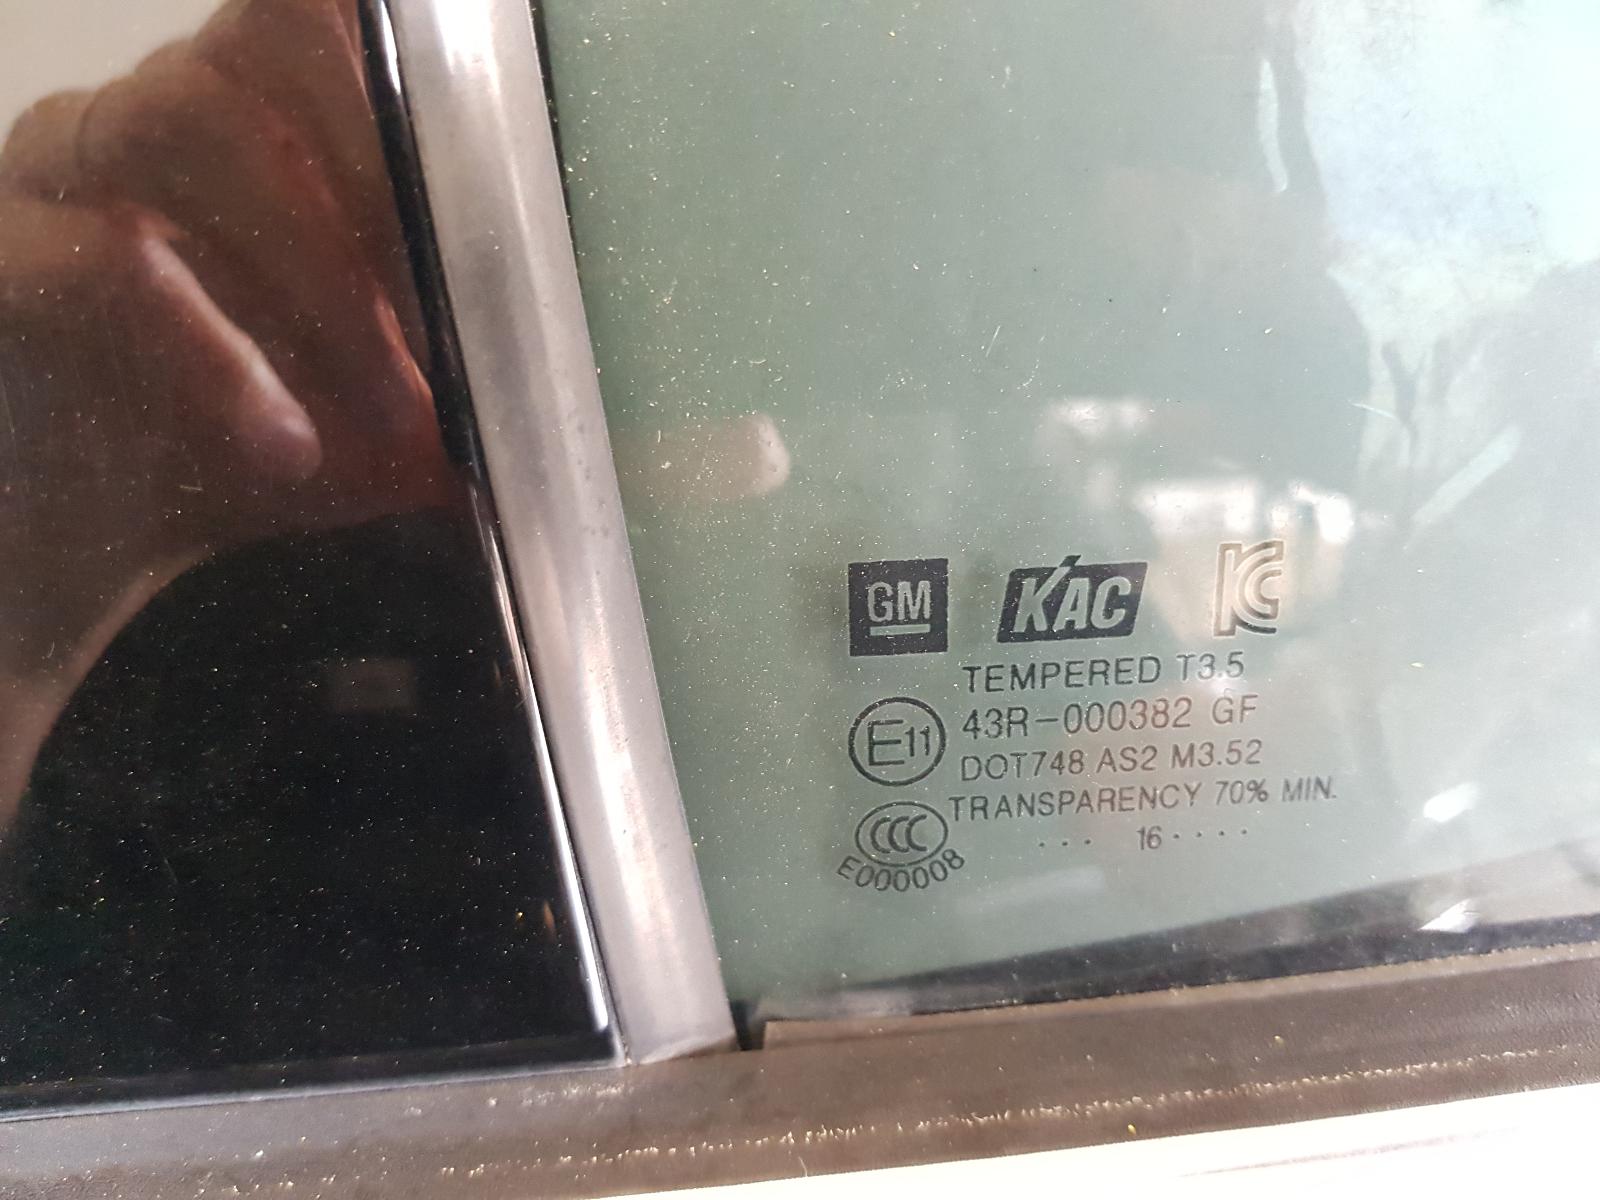 GM KAC KC
TEMPERED T3.5
E11 43R-000382 GF
DOT748 AS2 M3.52
TRANSPARENCY 70% MIN.
CCC ... 16....
E000008